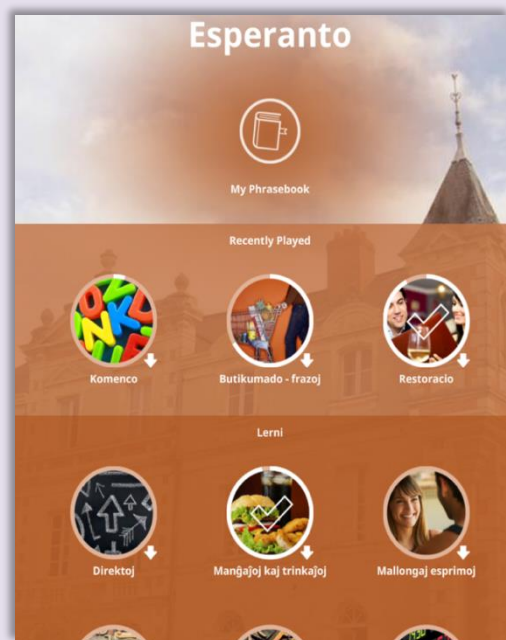 Esperanto
My Phrasebook
Recently Played
Komenco
Butikumado - frazoj
Restoracio
Lerni
Direktoj
Manĝaĵoj kaj trinkaĵoj
Mallongaj esprimoj